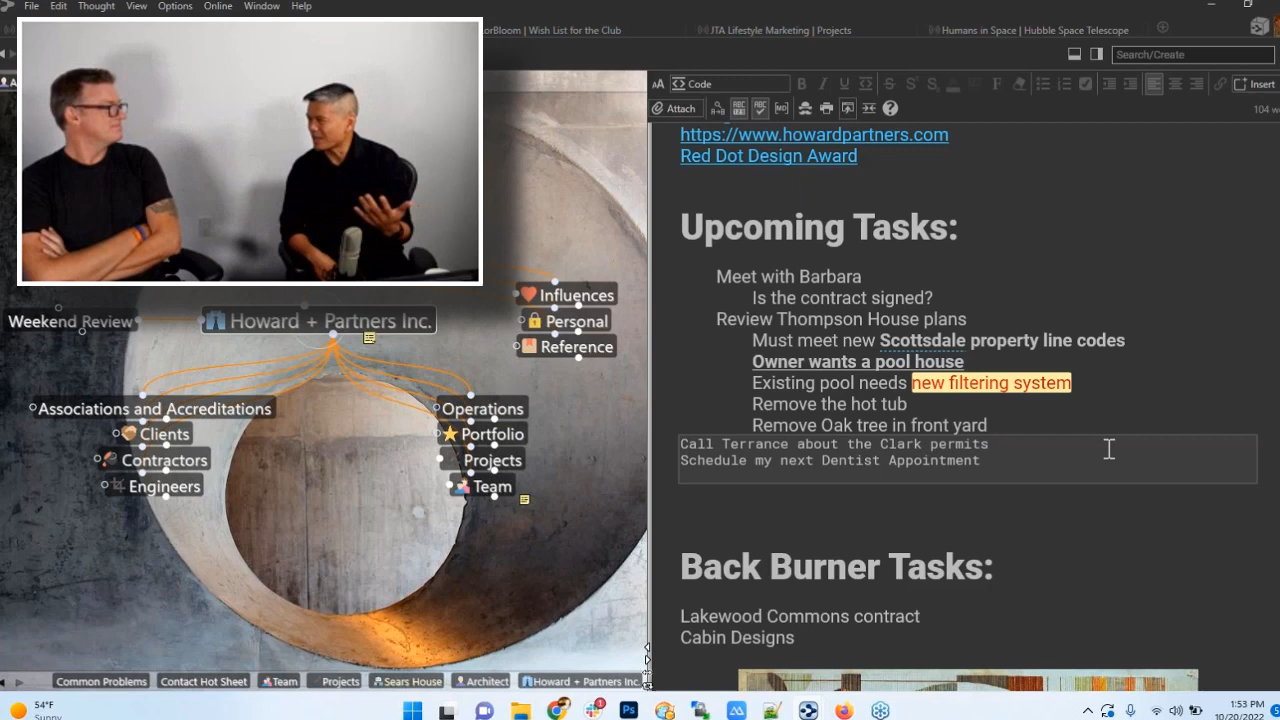 File Edit Thought View Options Online Window Help
orBloom | Wish List for the Club
JTA Lifestyle Marketing | Projects
Humans in Space | Hubble Space Telescope
Search/Create
Code
Insert
Attach
104 w
https://www.howardpartners.com
Red Dot Design Award
Upcoming Tasks:
Meet with Barbara
Is the contract signed?
Review Thompson House plans
Must meet new Scottsdale property line codes
Owner wants a pool house
Existing pool needs new filtering system
Remove the hot tub
Remove Oak tree in front yard
Call Terrance about the Clark permits
Schedule my next Dentist Appointment
Back Burner Tasks:
Lakewood Commons contract
Cabin Designs
Weekend Review
Howard + Partners Inc.
Influences
Personal
Reference
Associations and Accreditations
Clients
Contractors
Engineers
Operations
Portfolio
Projects
Team
Common Problems
Contact Hot Sheet
Team
Projects
Sears House
Architect
Howard + Partners Inc.
54°F
Sunny
1:53 PM
10/20/2022